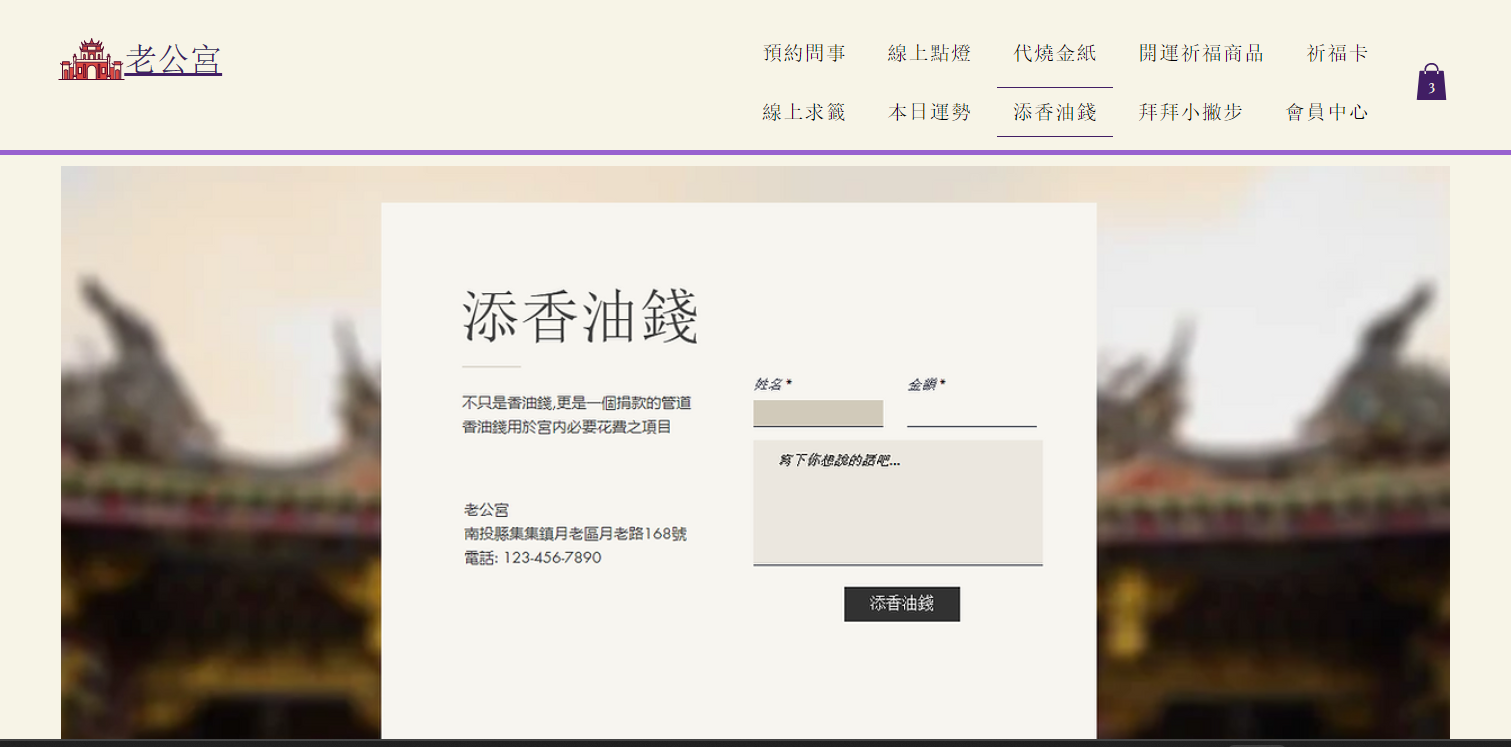 老公宮
預約問事 線上點燈 代燒金紙 開運祈福商品 祈福卡
3
線上求籤 本日運勢 添香油錢 拜拜小撇步 會員中心
添香油錢
不只是香油錢,更是一個捐款的管道
香油錢用於宮內必要花費之項目
老公宮
南投縣集集鎮月老區月老路168號
電話: 123-456-7890
姓名 * 金額 *
寫下你想說的話吧...
添香油錢